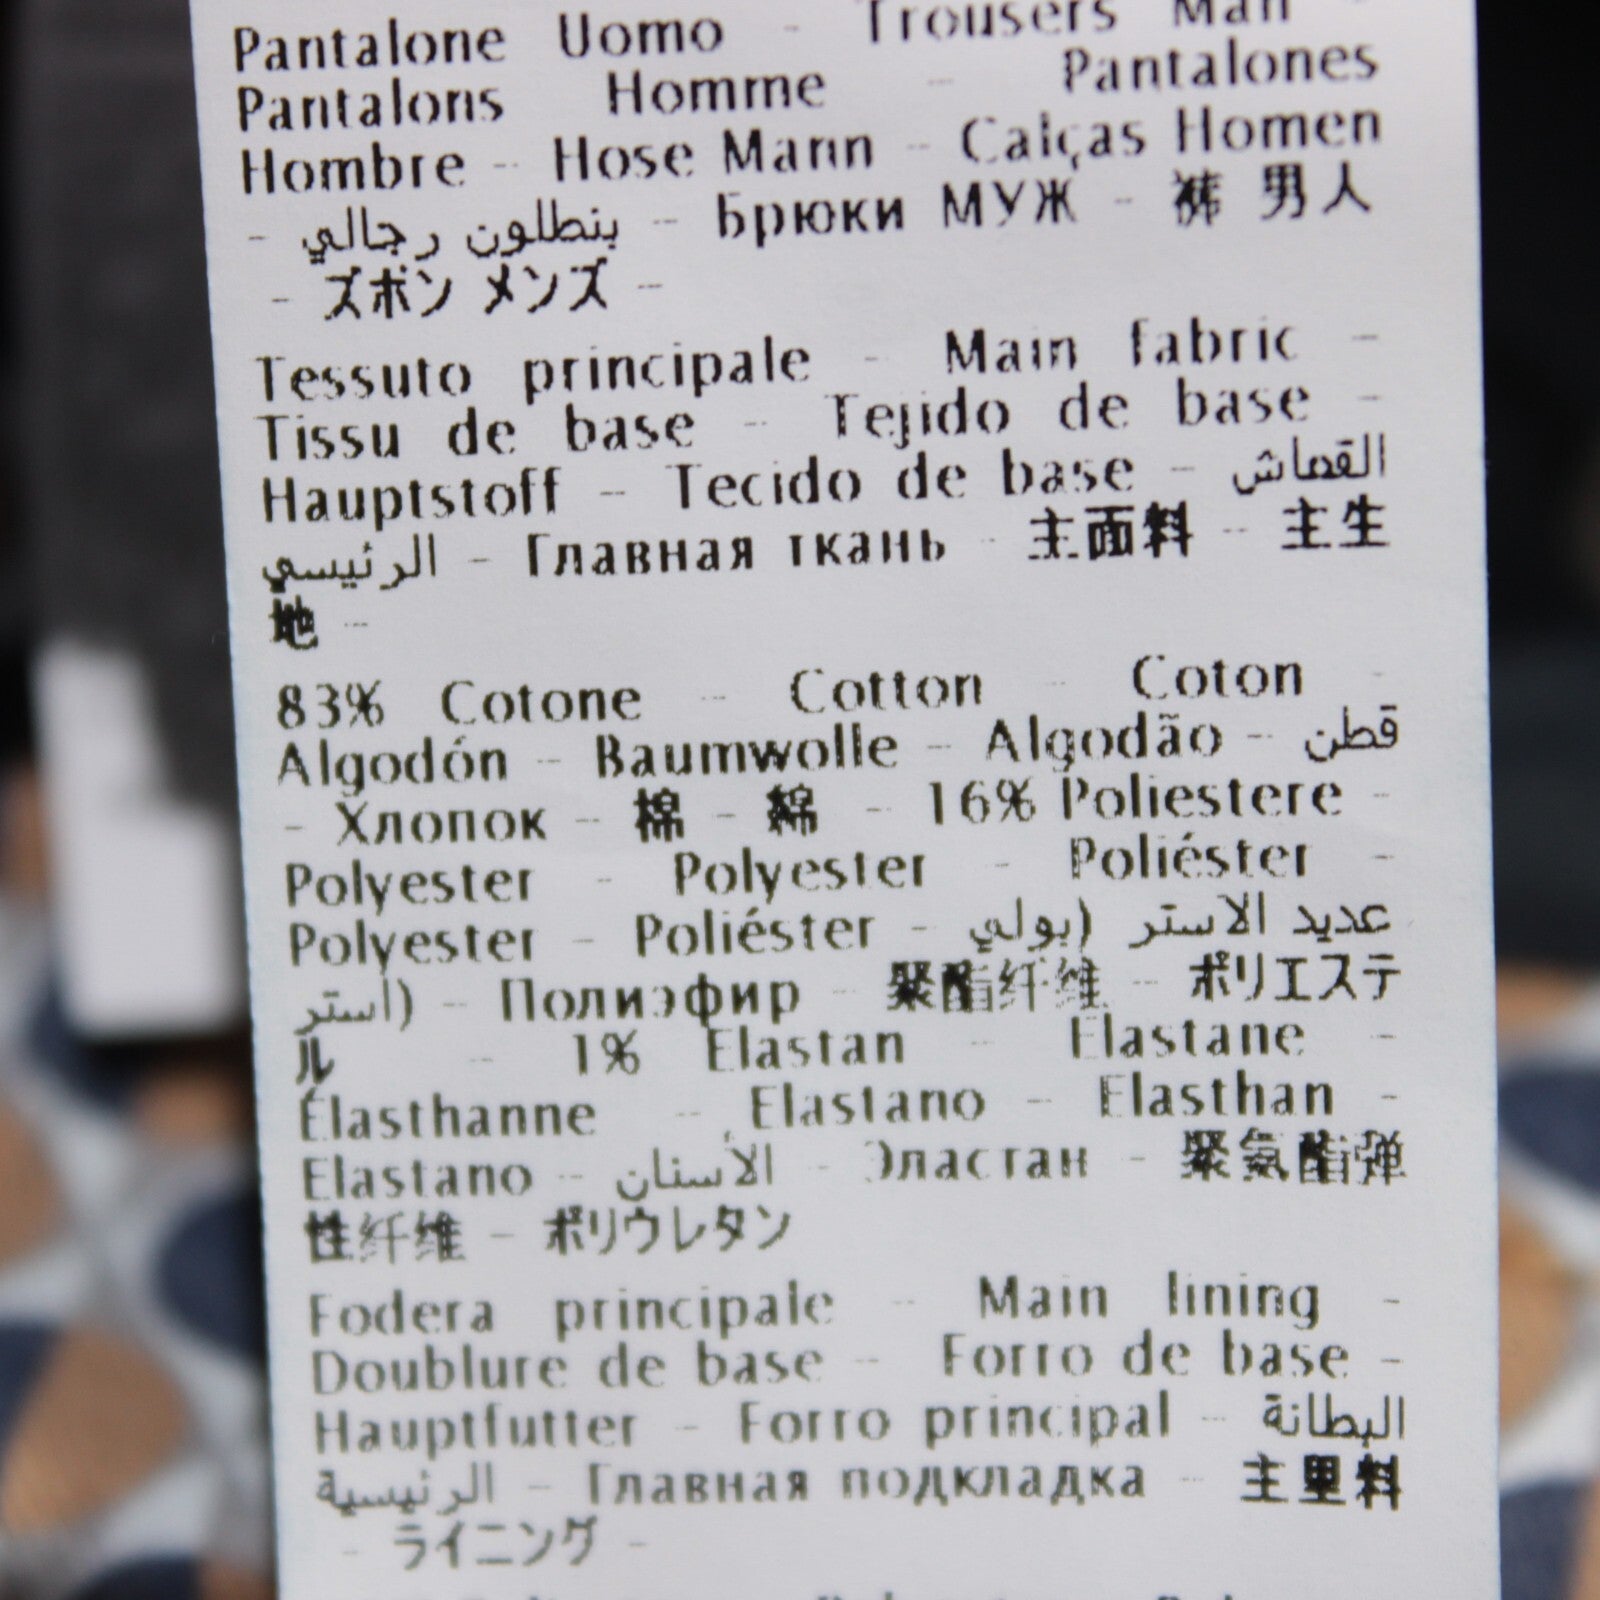 Pantalone Uomo - Trousers Man -
Pantalons Homme - Pantalones
Hombre - Hose Mann - Calças Homen
- بنطلون رجالي - Брюки МУЖ - 裤 男人
- ズボン メンズ -
Tessuto principale - Main fabric -
Tissu de base - Tejido de base -
Hauptstoff - Tecido de base - القماش
الرئيسي - Главная ткань - 主面料 - 主生
地 -
83% Cotone - Cotton - Coton -
Algodón - Baumwolle - Algodão - قطن
- Хлопок - 棉 - 綿 - 16% Poliestere -
Polyester - Polyester - Poliéster -
Polyester - Poliéster - عديد الاستر (بولي
استر) - Полиэфир - 聚酯纤维 - ポリエステ
ル - 1% Elastan - Elastane -
Élasthanne - Elastano - Elasthan -
Elastano - الأسنان - Эластан - 聚氨酯弹
性纤维 - ポリウレタン
Fodera principale - Main lining -
Doublure de base - Forro de base -
Hauptfutter - Forro principal - البطانة
الرئيسية - Главная подкладка - 主里料
- ライニング -